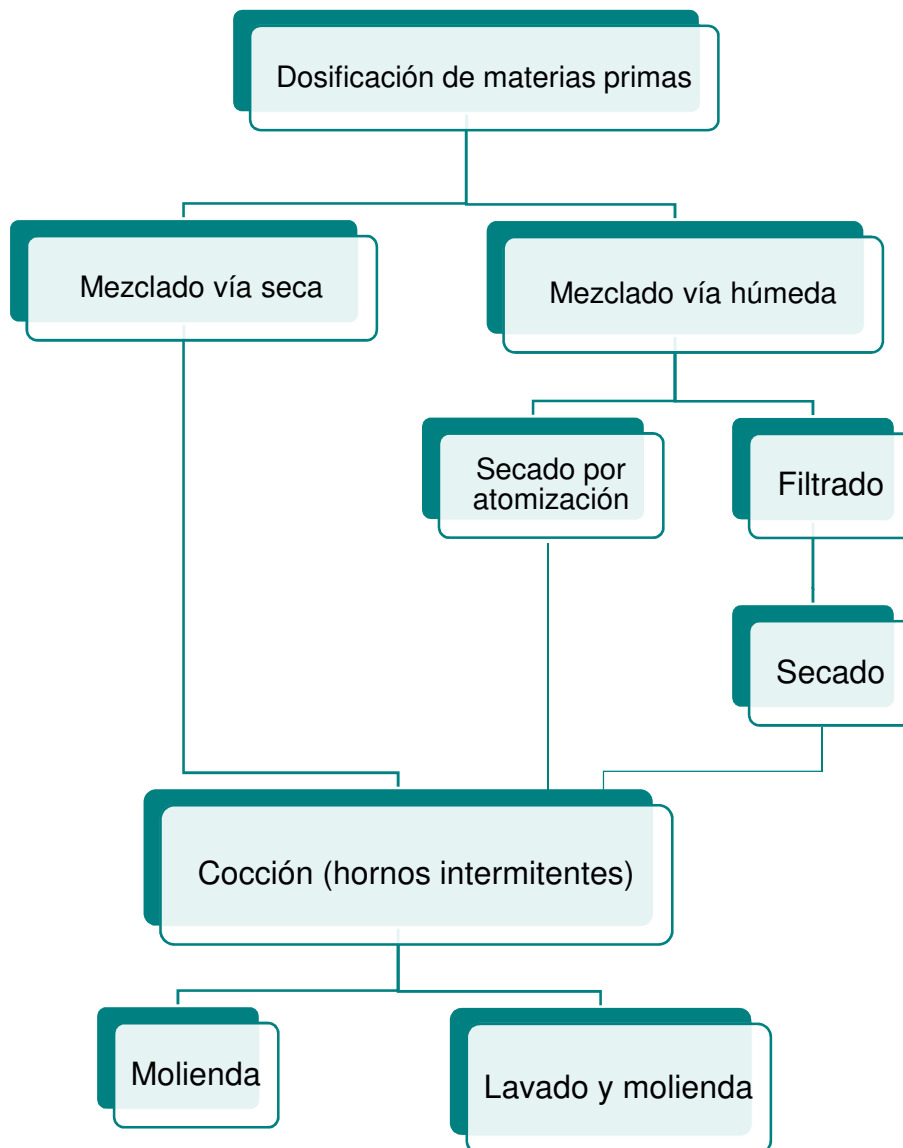 Dosificación de materias primas
Mezclado vía seca
Mezclado vía húmeda
Secado por
atomización
Filtrado
Secado
Cocción (hornos intermitentes)
Molienda
Lavado y molienda